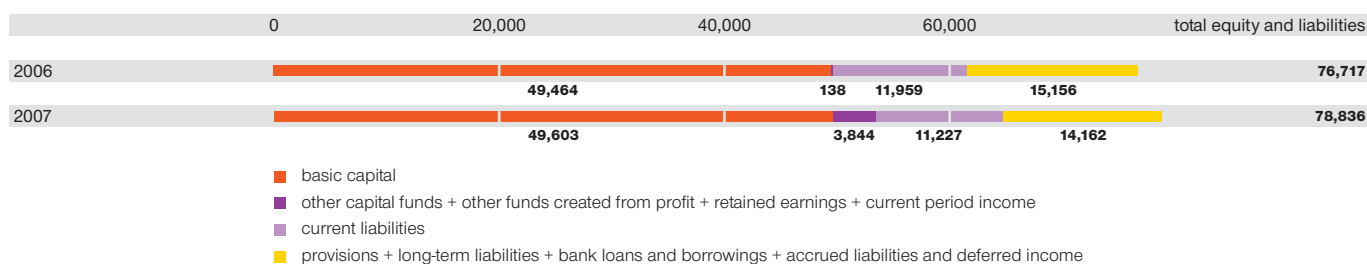 0 20,000 40,000 60,000 total equity and liabilities
2006 76,717
49,464 138 11,959 15,156
2007 78,836
49,603 3,844 11,227 14,162
basic capital
other capital funds + other funds created from profit + retained earnings + current period income
current liabilities
provisions + long-term liabilities + bank loans and borrowings + accrued liabilities and deferred income